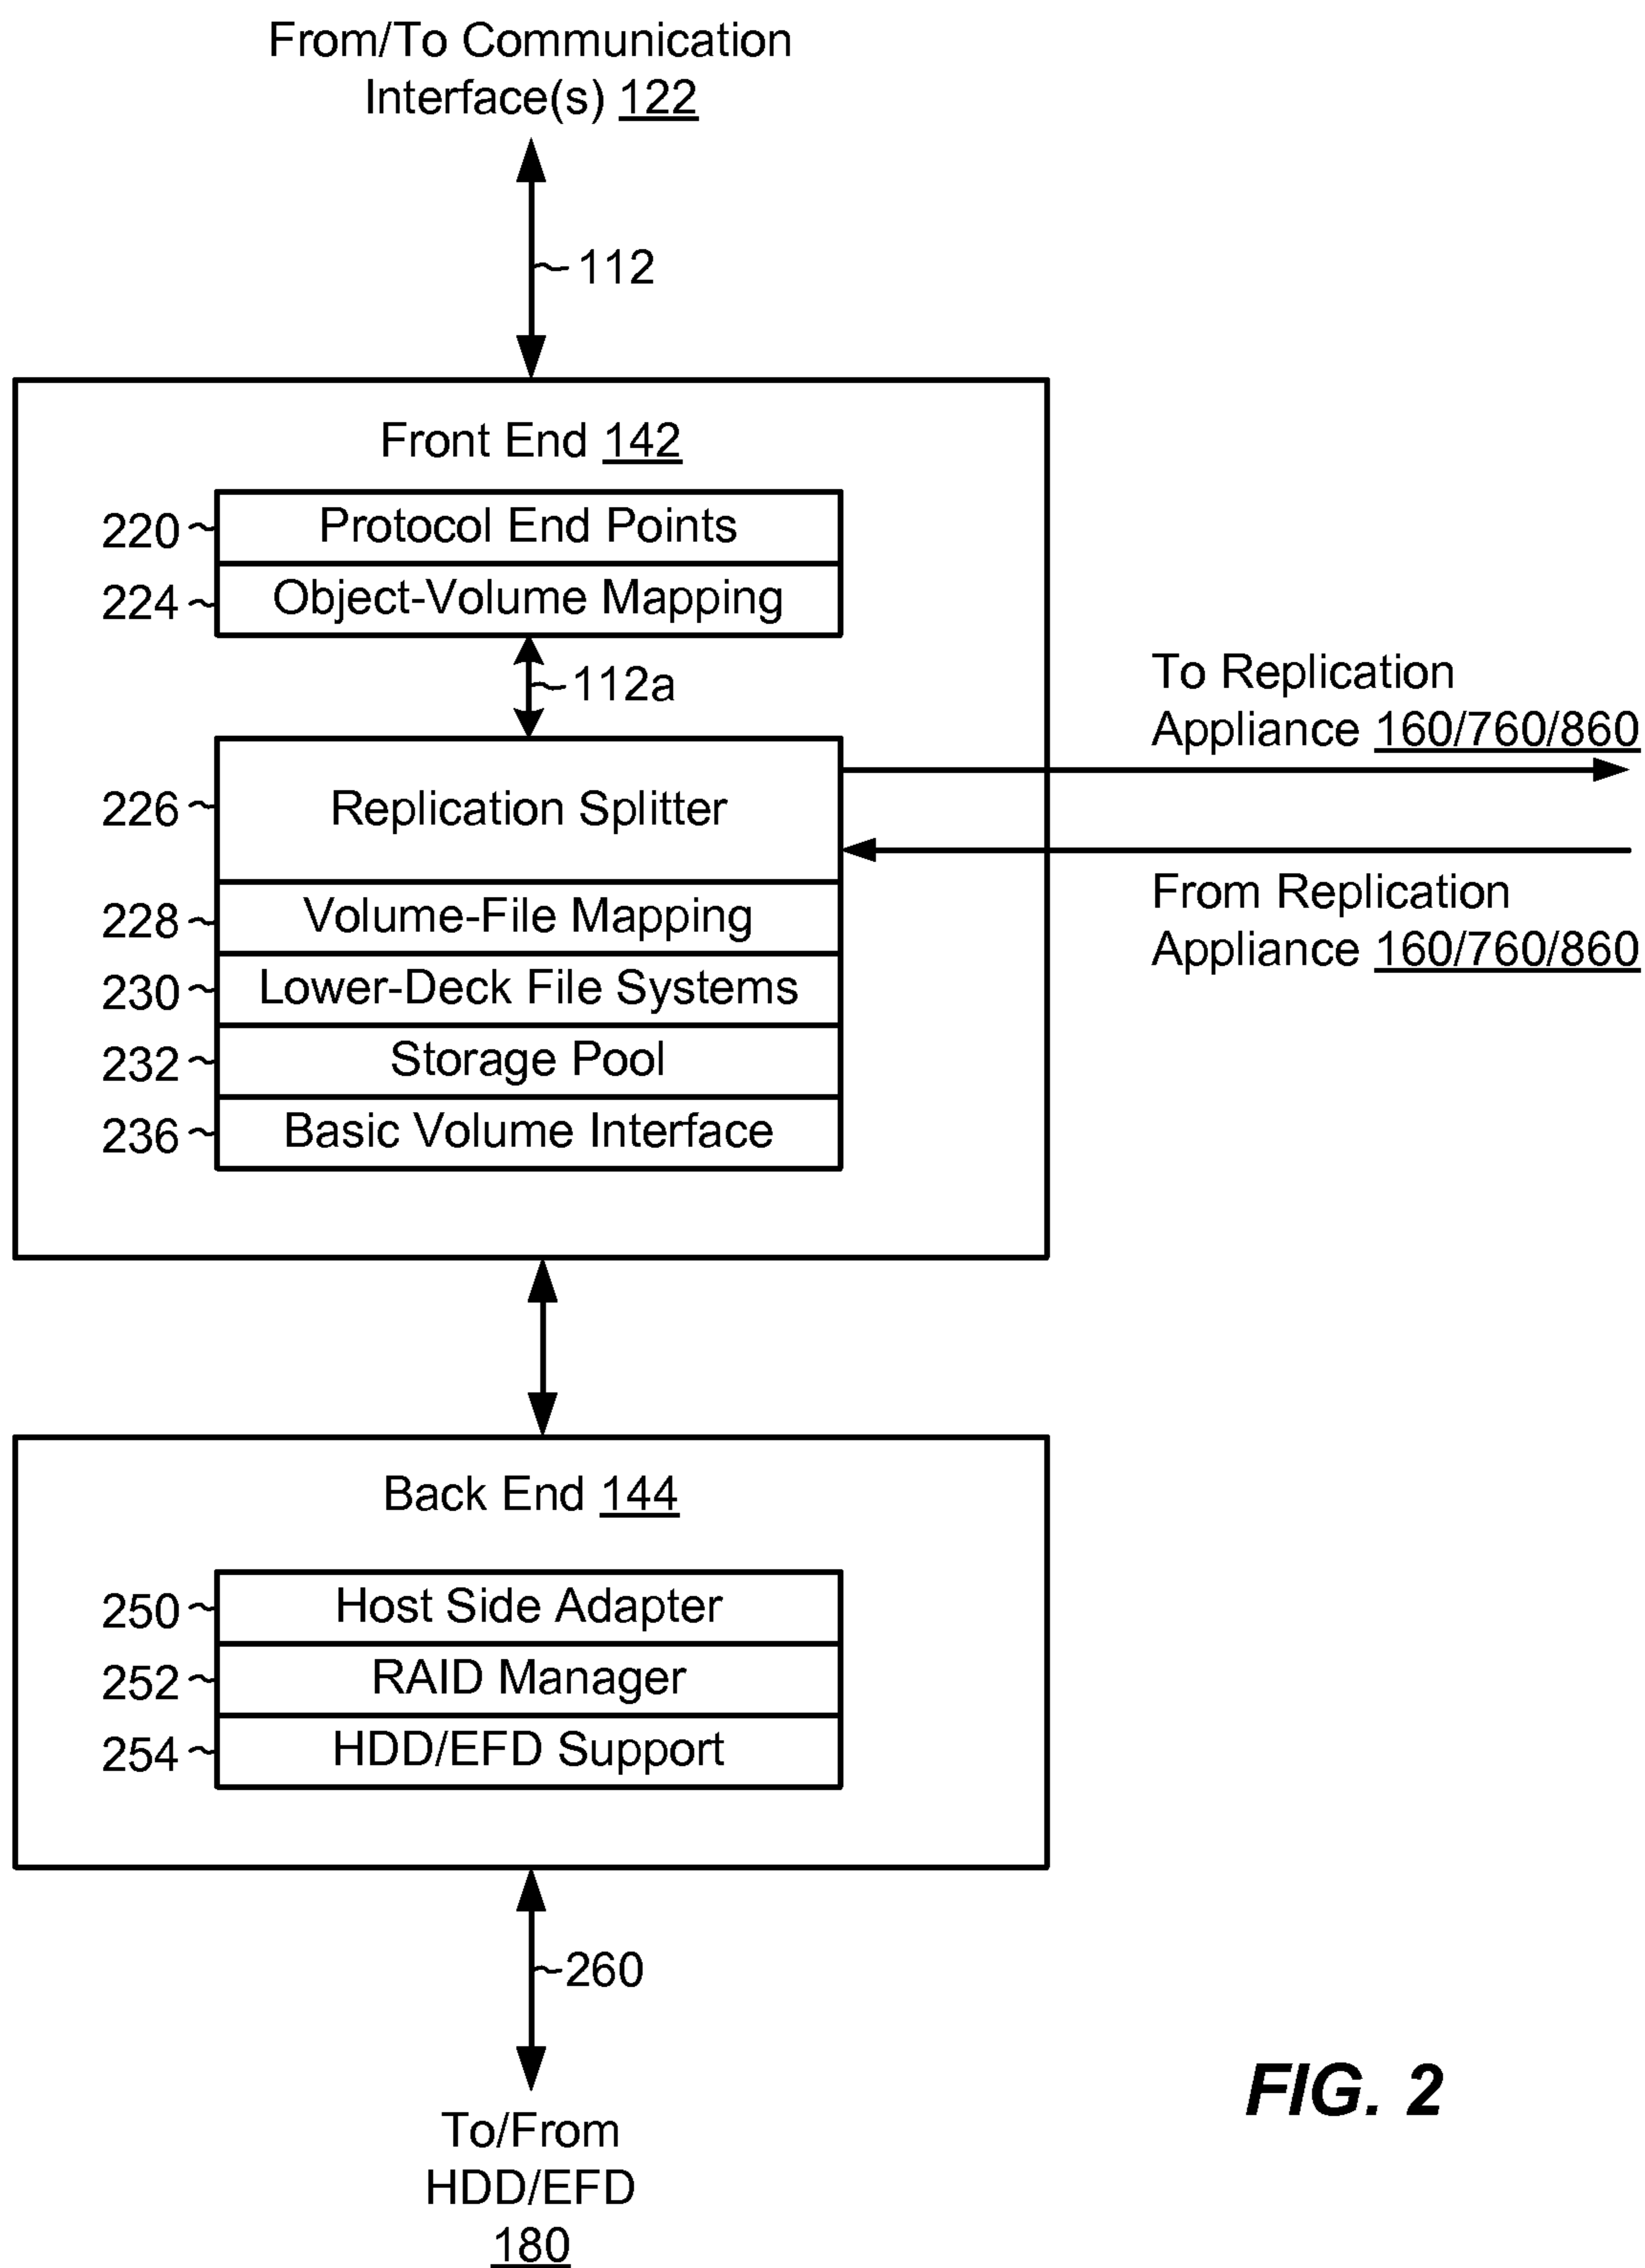 From/To Communication
Interface(s) 122
112
Front End 142
220 Protocol End Points
224 Object-Volume Mapping
112a
To Replication
Appliance 160/760/860
226 Replication Splitter
From Replication
Appliance 160/760/860
228 Volume-File Mapping
230 Lower-Deck File Systems
232 Storage Pool
236 Basic Volume Interface
Back End 144
250 Host Side Adapter
252 RAID Manager
254 HDD/EFD Support
260
To/From
HDD/EFD
180
FIG. 2